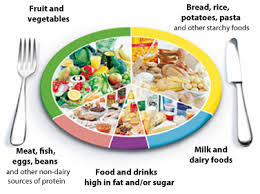 Fruit and
vegetables
Bread, rice,
potatoes, pasta
and other starchy foods
Meat, fish,
eggs, beans
and other non-dairy
sources of protein
Food and drinks
high in fat and/or sugar
Milk and
dairy foods